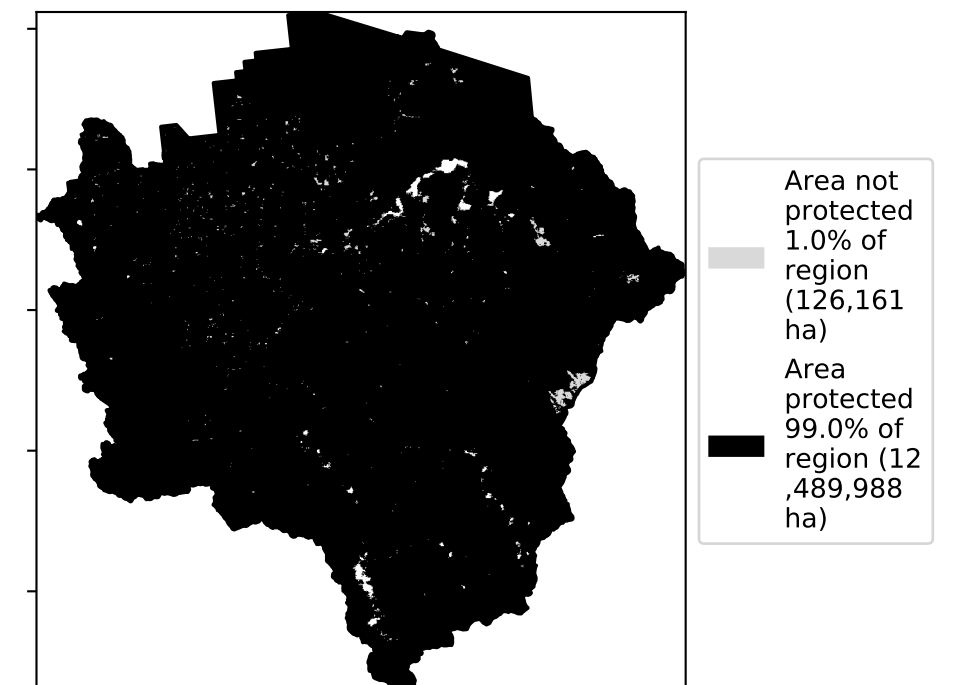 Area not
protected
1.0% of
region
(126,161
ha)
Area
protected
99.0% of
region (12
,489,988
ha)